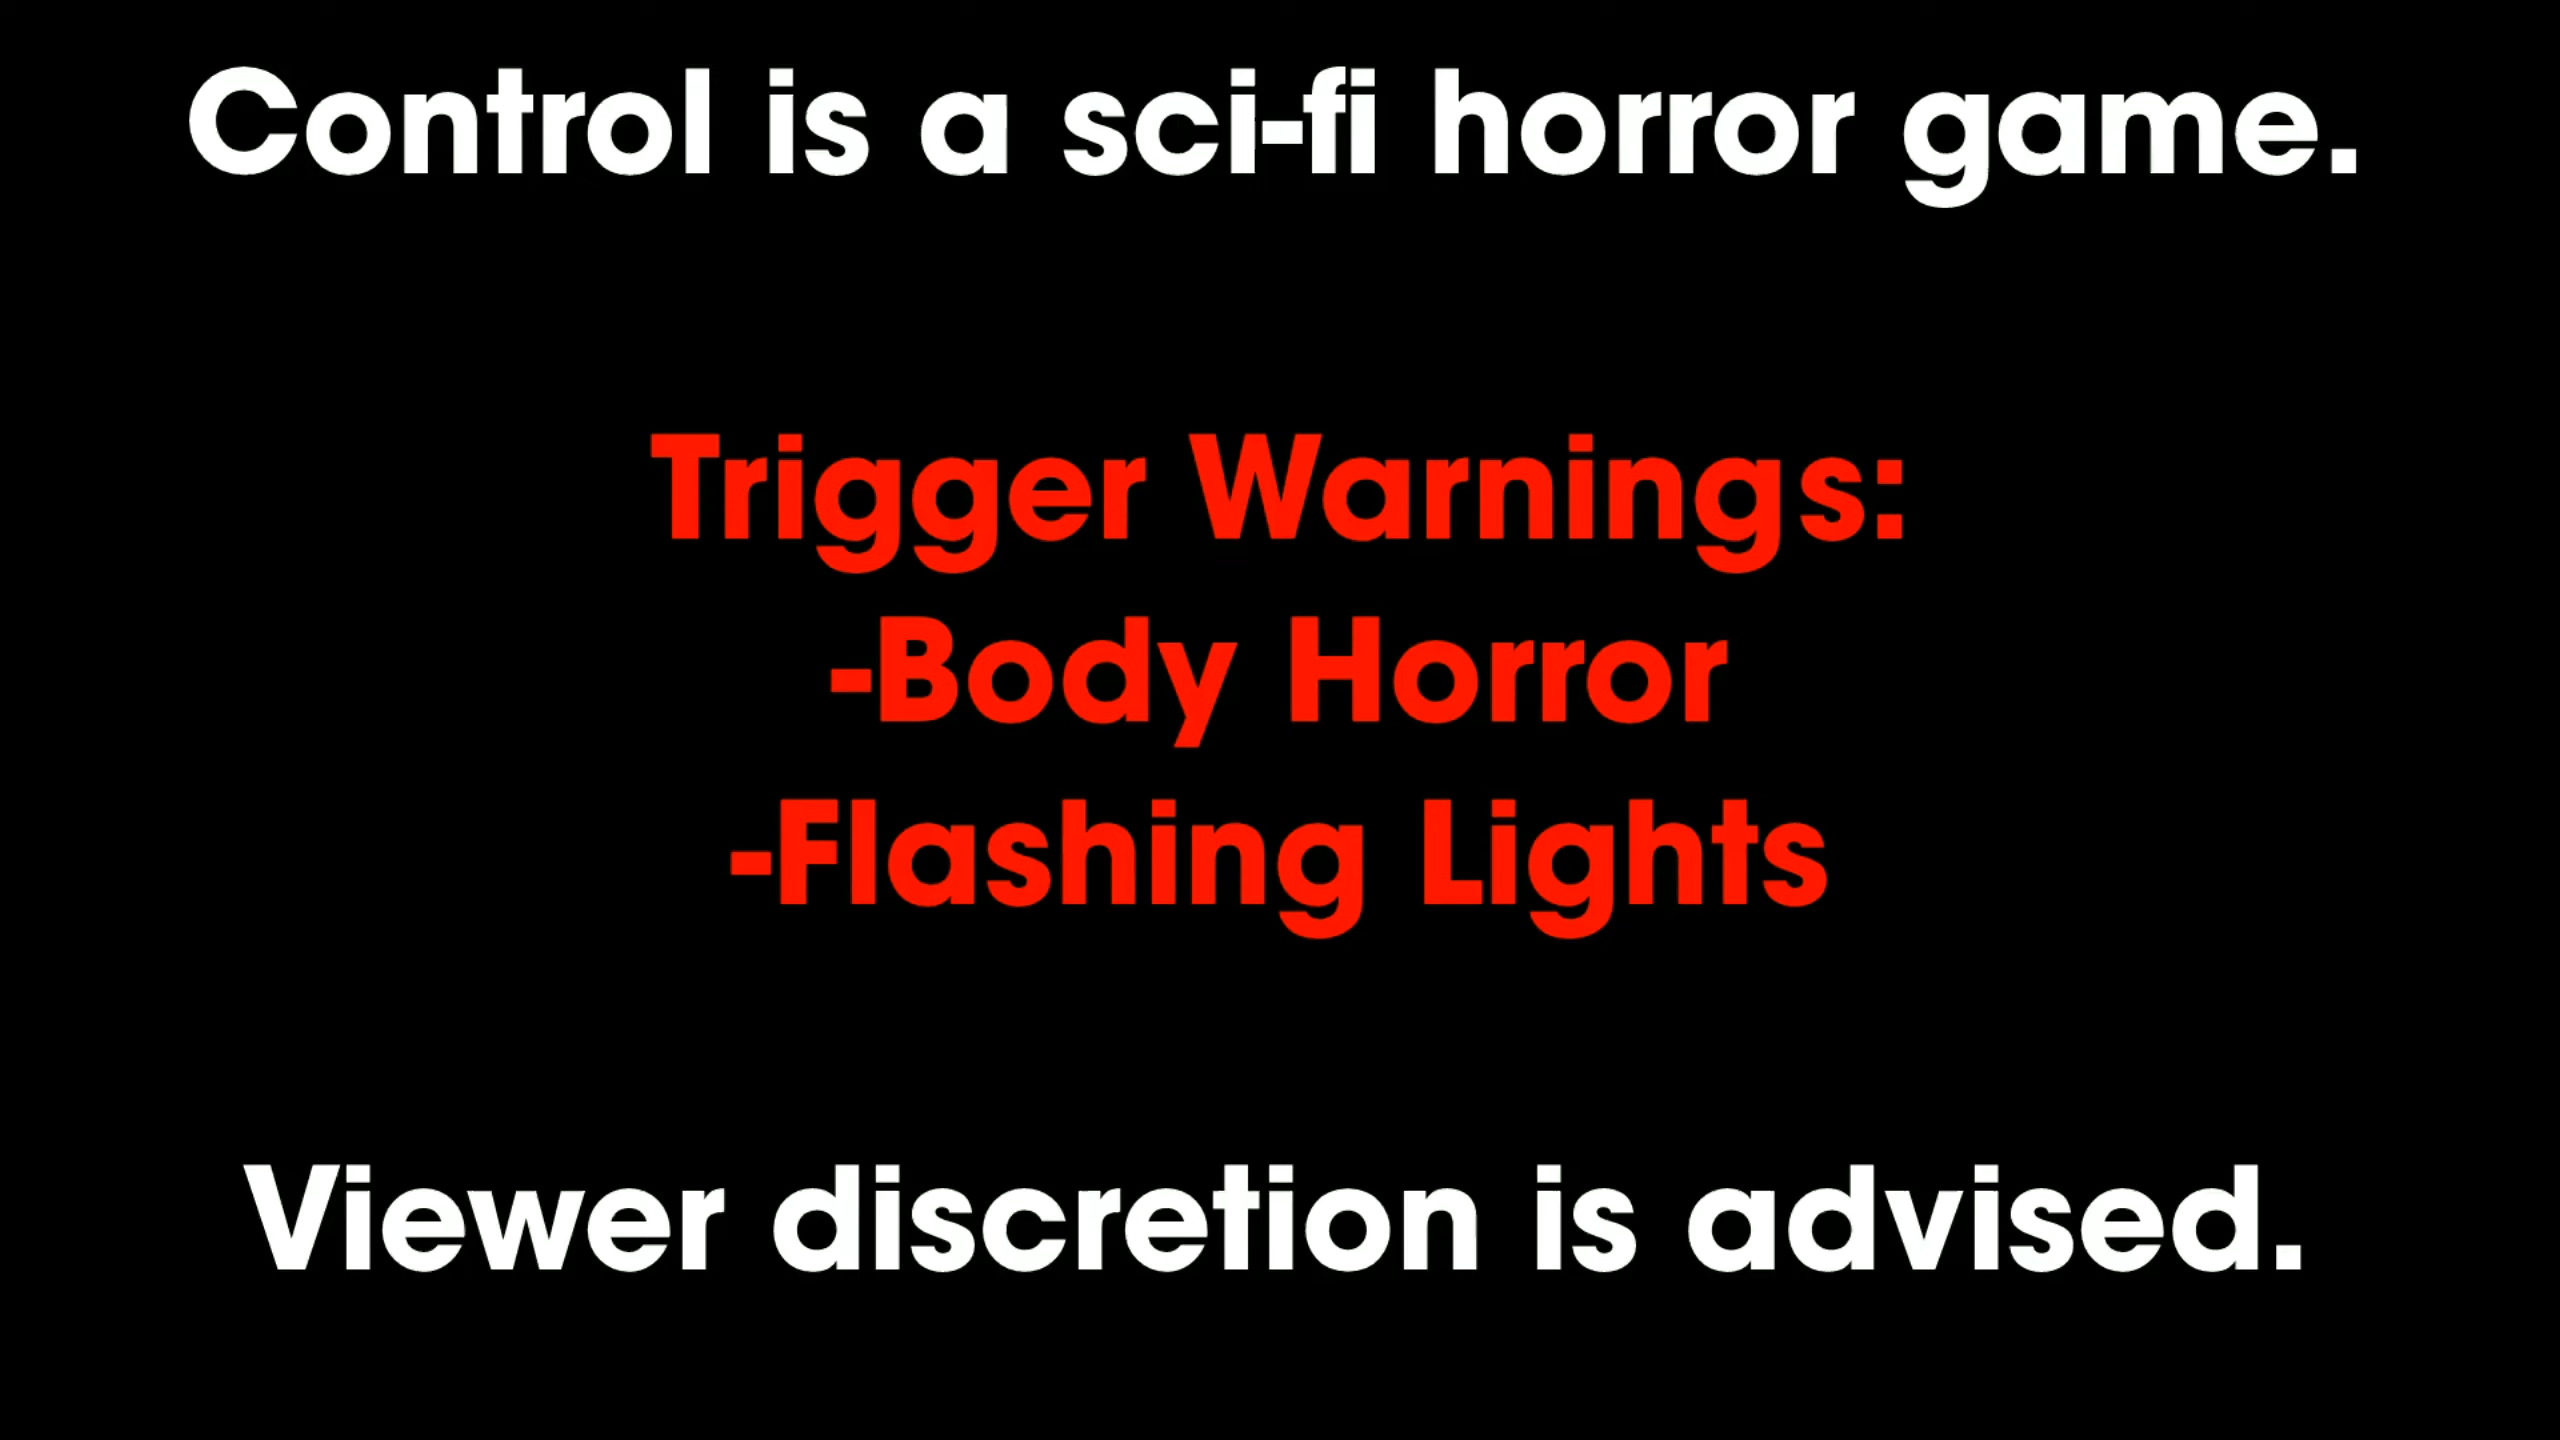 Control is a sci-fi horror game.
Trigger Warnings:
-Body Horror
-Flashing Lights
Viewer discretion is advised.